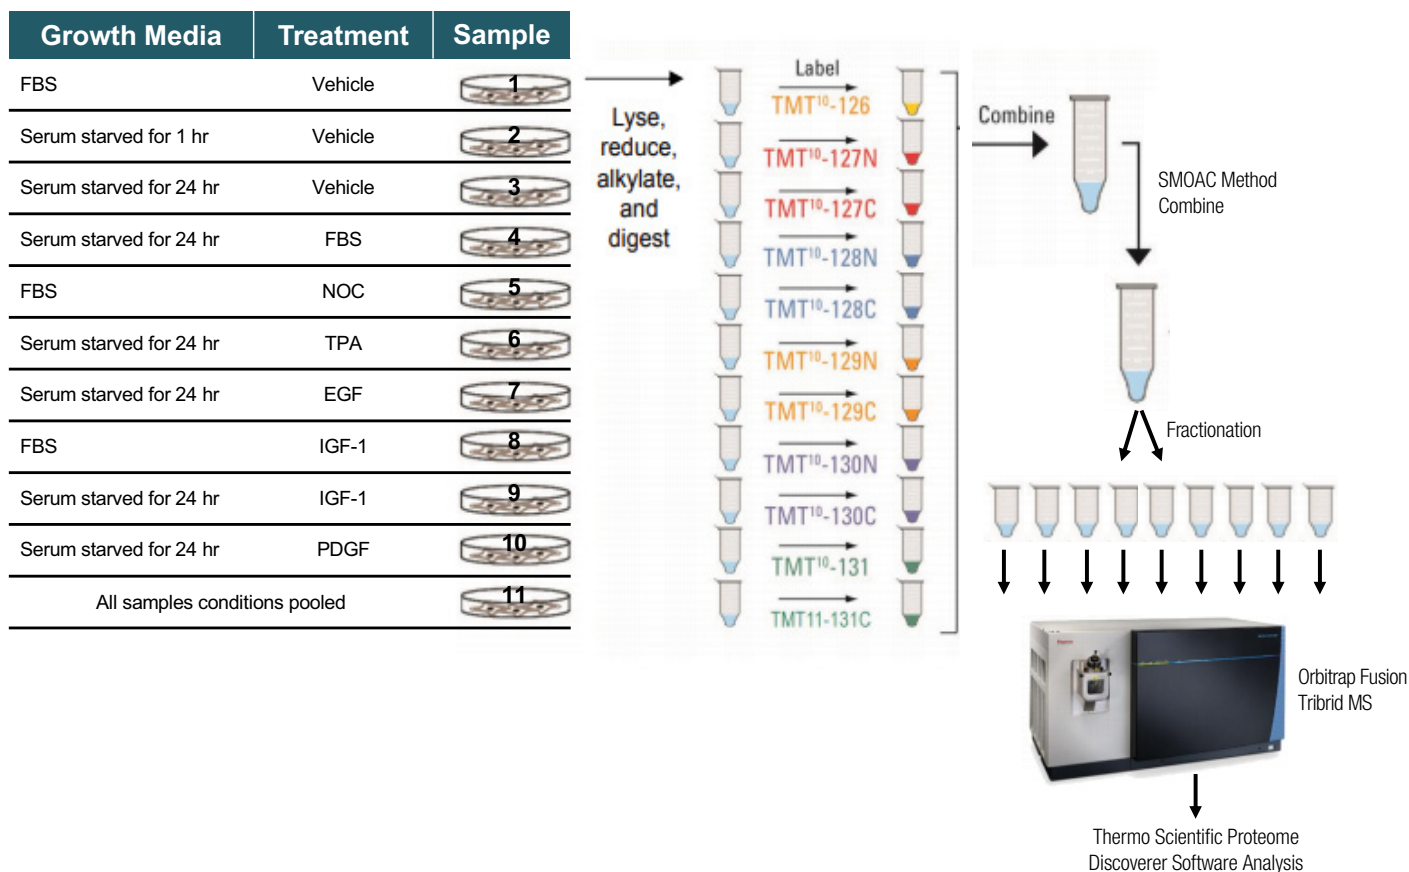 Growth Media Treatment Sample
FBS Vehicle 1
Serum starved for 1 hr Vehicle 2
Serum starved for 24 hr Vehicle 3
Serum starved for 24 hr FBS 4
FBS NOC 5
Serum starved for 24 hr TPA 6
Serum starved for 24 hr EGF 7
FBS IGF-1 8
Serum starved for 24 hr IGF-1 9
Serum starved for 24 hr PDGF 10
All samples conditions pooled 11
Lyse,
reduce,
alkylate,
and
digest
Label
TMT¹⁰-126
TMT¹⁰-127N
TMT¹⁰-127C
TMT¹⁰-128N
TMT¹⁰-128C
TMT¹⁰-129N
TMT¹⁰-129C
TMT¹⁰-130N
TMT¹⁰-130C
TMT¹⁰-131
TMT11-131C
Combine
SMOAC Method
Combine
Fractionation
Orbitrap Fusion
Tribrid MS
Thermo Scientific Proteome
Discoverer Software Analysis